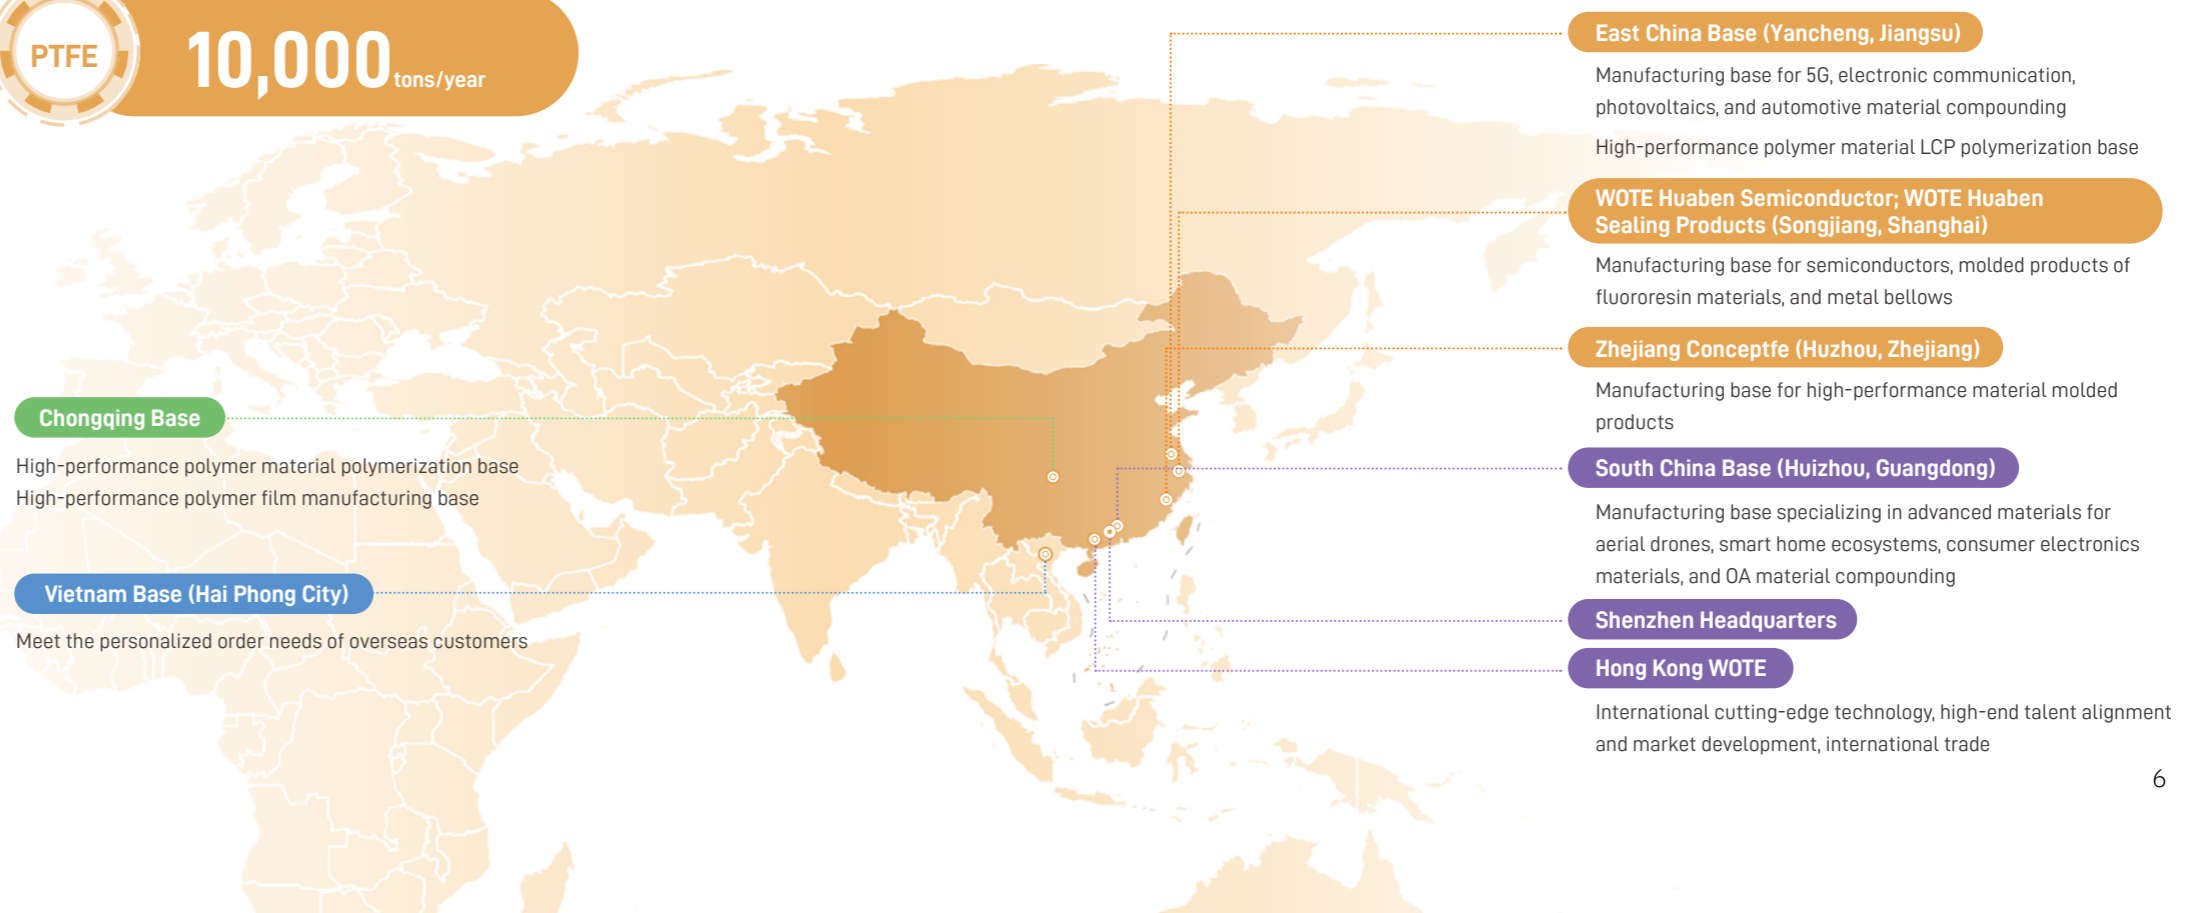 PTFE
10,000 tons/year
East China Base (Yancheng, Jiangsu)
Manufacturing base for 5G, electronic communication,
photovoltaics, and automotive material compounding
High-performance polymer material LCP polymerization base
WOTE Huaben Semiconductor; WOTE Huaben
Sealing Products (Songjiang, Shanghai)
Manufacturing base for semiconductors, molded products of
fluororesin materials, and metal bellows
Zhejiang Conceptfe (Huzhou, Zhejiang)
Manufacturing base for high-performance material molded
products
Chongqing Base
High-performance polymer material polymerization base
High-performance polymer film manufacturing base
Vietnam Base (Hai Phong City)
Meet the personalized order needs of overseas customers
South China Base (Huizhou, Guangdong)
Manufacturing base specializing in advanced materials for
aerial drones, smart home ecosystems, consumer electronics
materials, and OA material compounding
Shenzhen Headquarters
Hong Kong WOTE
International cutting-edge technology, high-end talent alignment
and market development, international trade
6